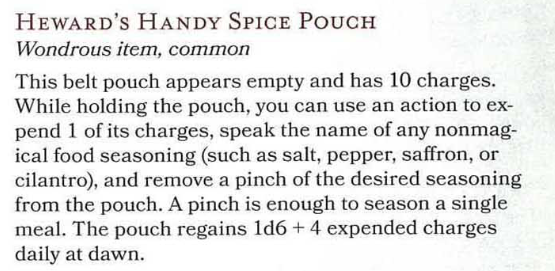 HEWARD'S HANDY SPICE POUCH
Wondrous item, common
This belt pouch appears empty and has 10 charges.
While holding the pouch, you can use an action to ex-
pend 1 of its charges, speak the name of any nonmag-
ical food seasoning (such as salt, pepper, saffron, or
cilantro), and remove a pinch of the desired seasoning
from the pouch. A pinch is enough to season a single
meal. The pouch regains 1d6 + 4 expended charges
daily at dawn.